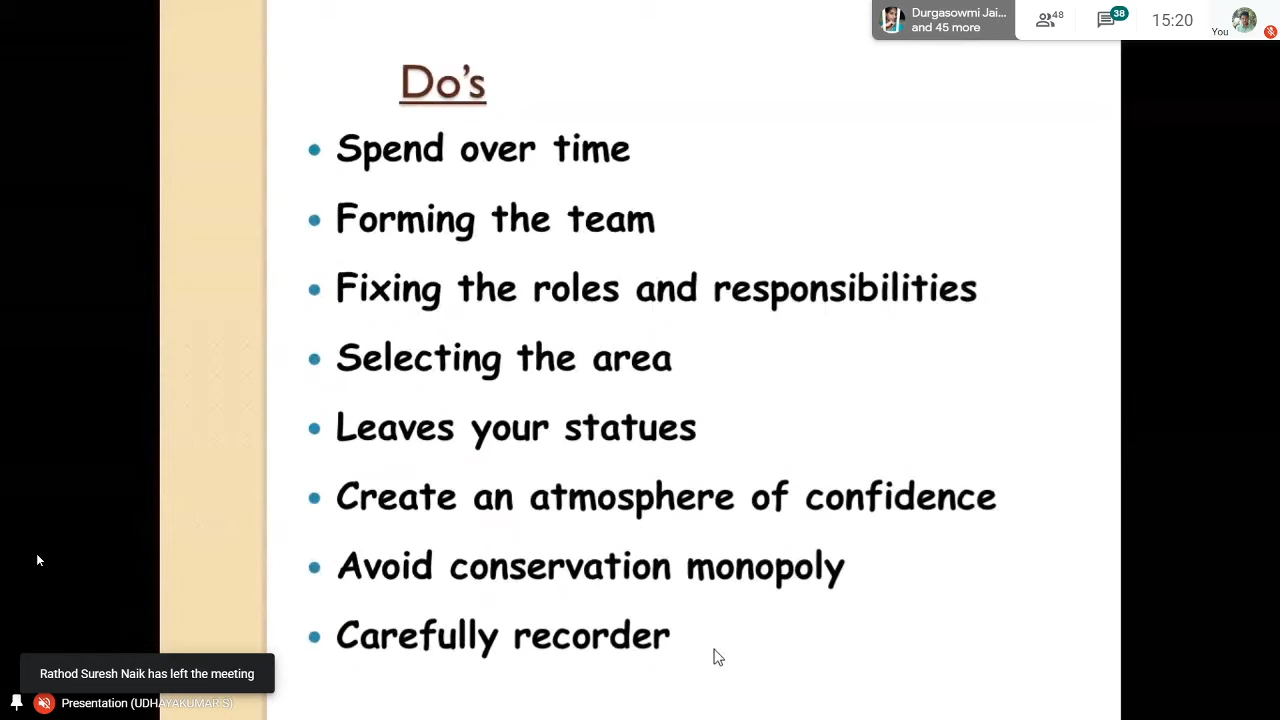 Durgasowmi Jai...
and 45 more
48
38
15:20
You
Do's
Spend over time
Forming the team
Fixing the roles and responsibilities
Selecting the area
Leaves your statues
Create an atmosphere of confidence
Avoid conservation monopoly
Carefully recorder
Rathod Suresh Naik has left the meeting
Presentation (UDHAYAKUMAR S)